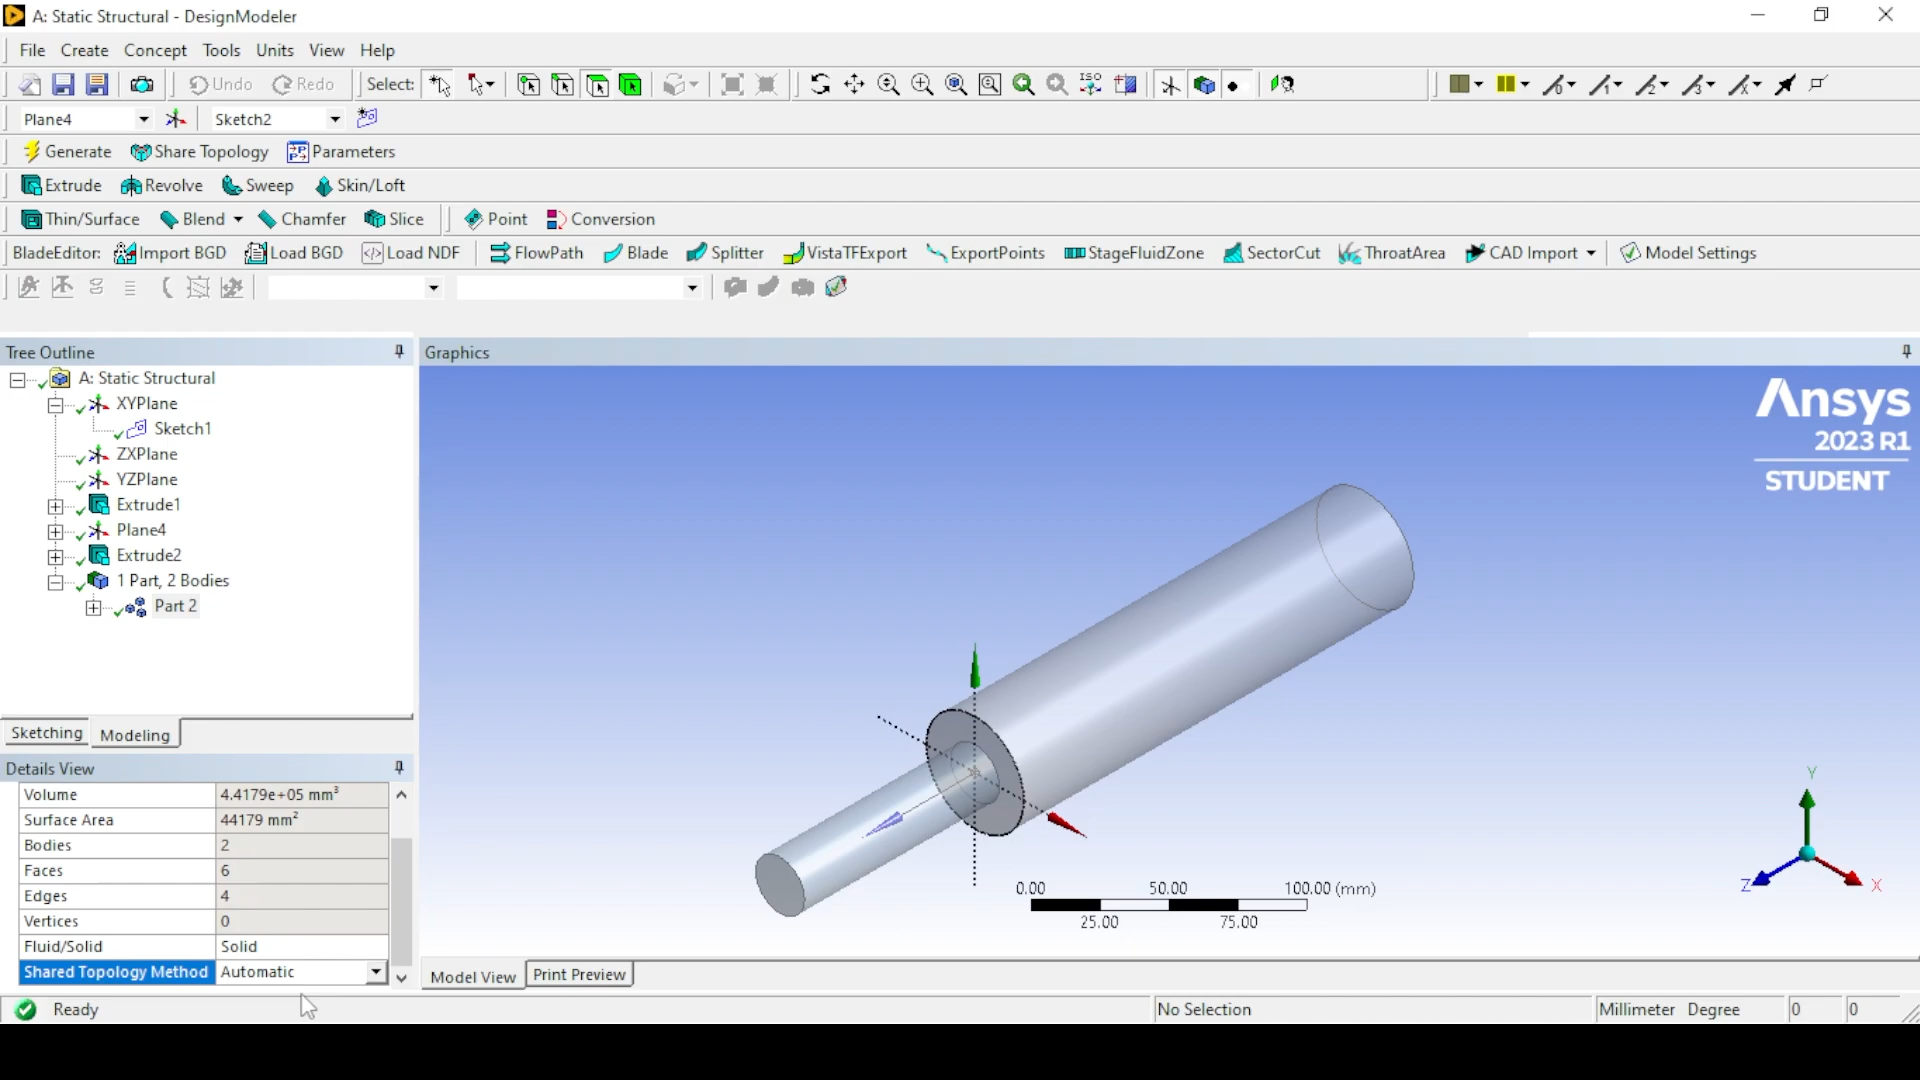 A: Static Structural - DesignModeler
File Create Concept Tools Units View Help
Undo Redo Select: ISO
Plane4 Sketch2
Generate Share Topology Parameters
Extrude Revolve Sweep Skin/Loft
Thin/Surface Blend Chamfer Slice Point Conversion
BladeEditor: Import BGD Load BGD Load NDF FlowPath Blade Splitter VistaTFExport ExportPoints StageFluidZone SectorCut ThroatArea CAD Import Model Settings
Tree Outline
A: Static Structural
XYPlane
Sketch1
ZXPlane
YZPlane
Extrude1
Plane4
Extrude2
1 Part, 2 Bodies
Part 2
Sketching Modeling
Details View
Volume 4.4179e+05 mm³
Surface Area 44179 mm²
Bodies 2
Faces 6
Edges 4
Vertices 0
Fluid/Solid Solid
Shared Topology Method Automatic
Graphics
Ansys
2023 R1
STUDENT
0.00 50.00 100.00 (mm)
25.00 75.00
Y
Z X
Model View Print Preview
Ready No Selection Millimeter Degree 0 0